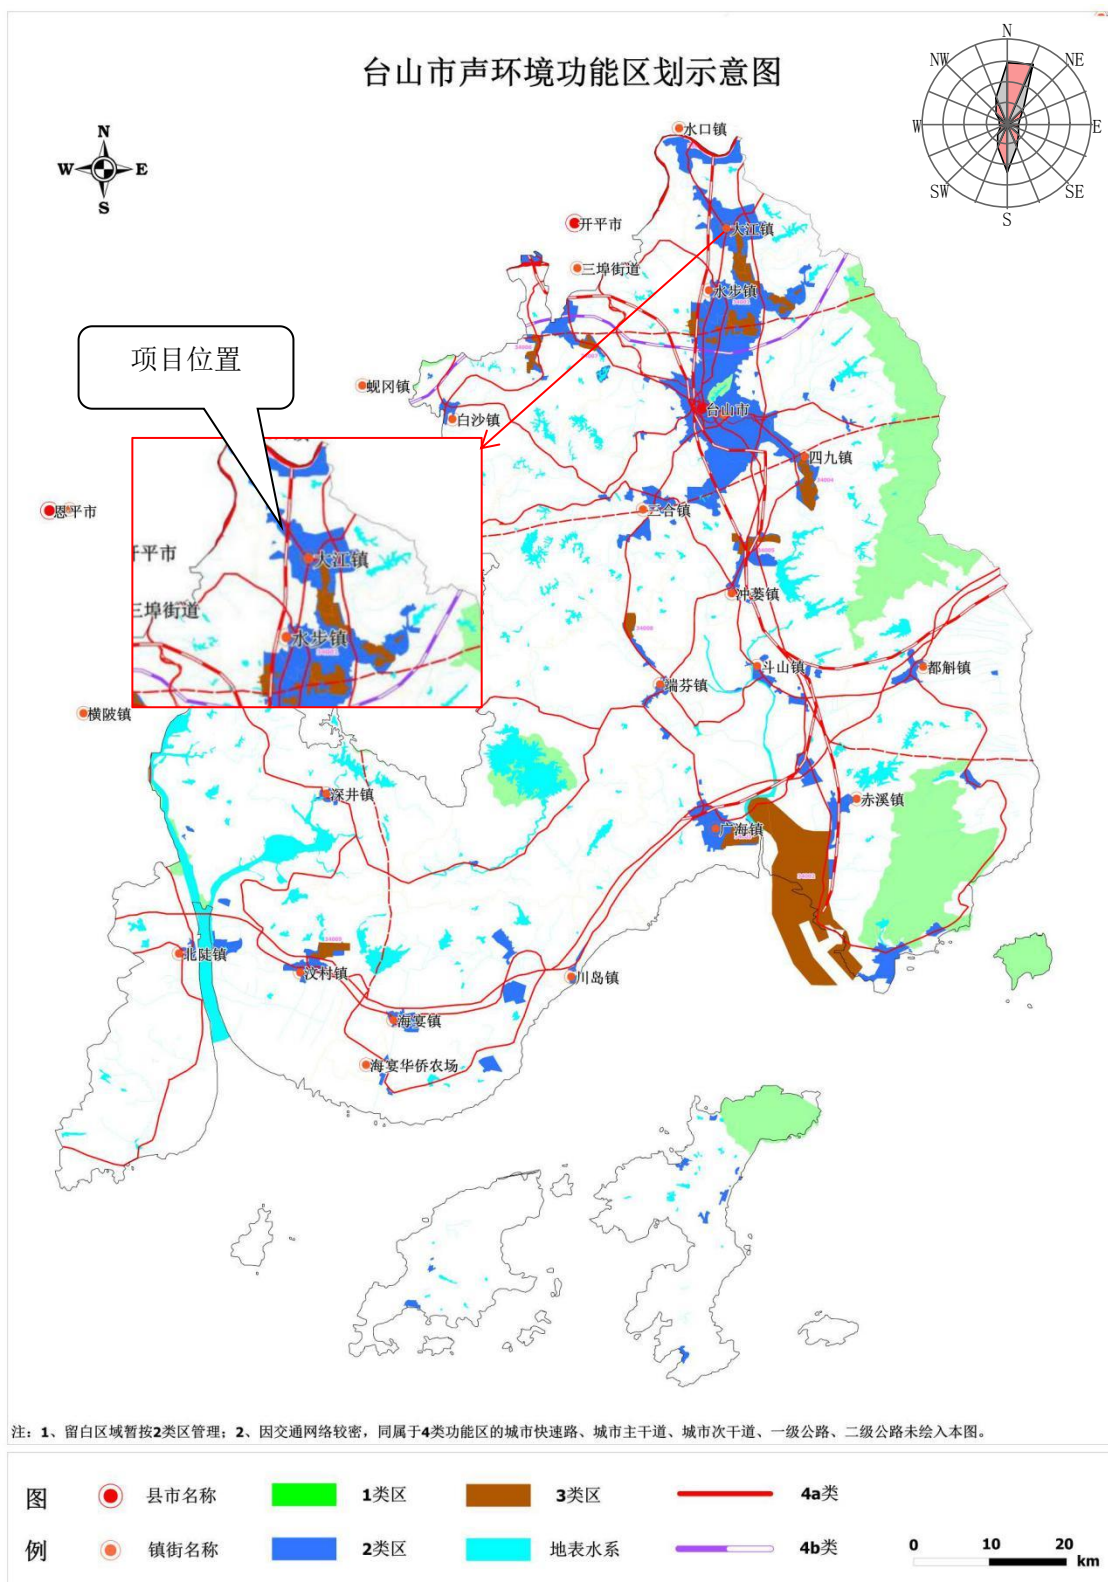 台山市声环境功能区划示意图
N
NE
E
SE
S
SW
W
NW
N
W
E
S
水口镇
开平市
大江镇
三埠街道
水步镇
项目位置
蚬冈镇
白沙镇
台山市
四九镇
恩平市
三合镇
开平市
大江镇
三埠街道
水步镇
冲蒌镇
斗山镇
都斛镇
端芬镇
横陂镇
深井镇
赤溪镇
广海镇
北陡镇
汶村镇
川岛镇
海宴镇
海宴华侨农场
注：1、留白区域暂按2类区管理；2、因交通网络较密，同属于4类功能区的城市快速路、城市主干道、城市次干道、一级公路、二级公路未绘入本图。
图例
县市名称
1类区
3类区
4a类
镇街名称
2类区
地表水系
4b类
0 10 20
km